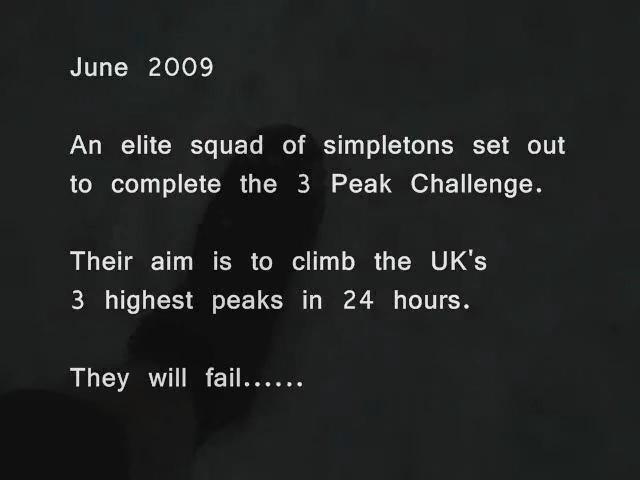 June 2009
An elite squad of simpletons set out
to complete the 3 Peak Challenge.
Their aim is to climb the UK's
3 highest peaks in 24 hours.
They will fail......